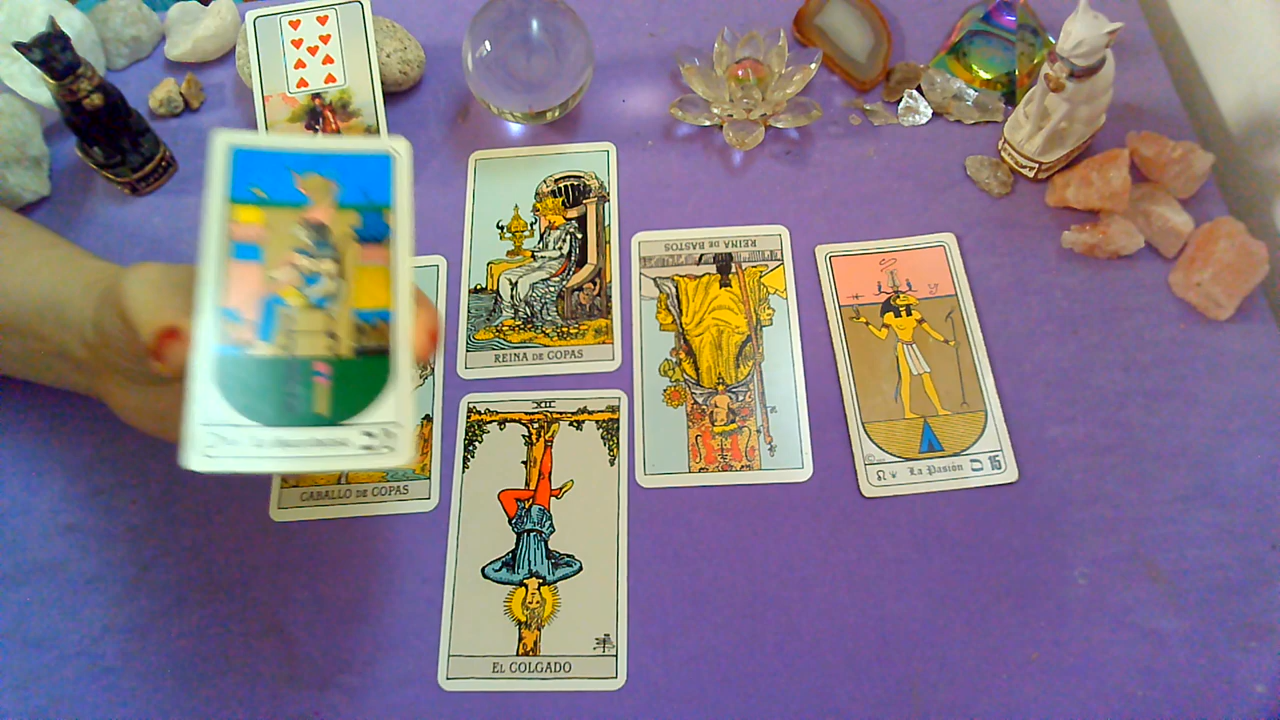 REINA DE COPAS
REINA DE BASTOS
La Pasión 15
CABALLO DE COPAS
XII
EL COLGADO